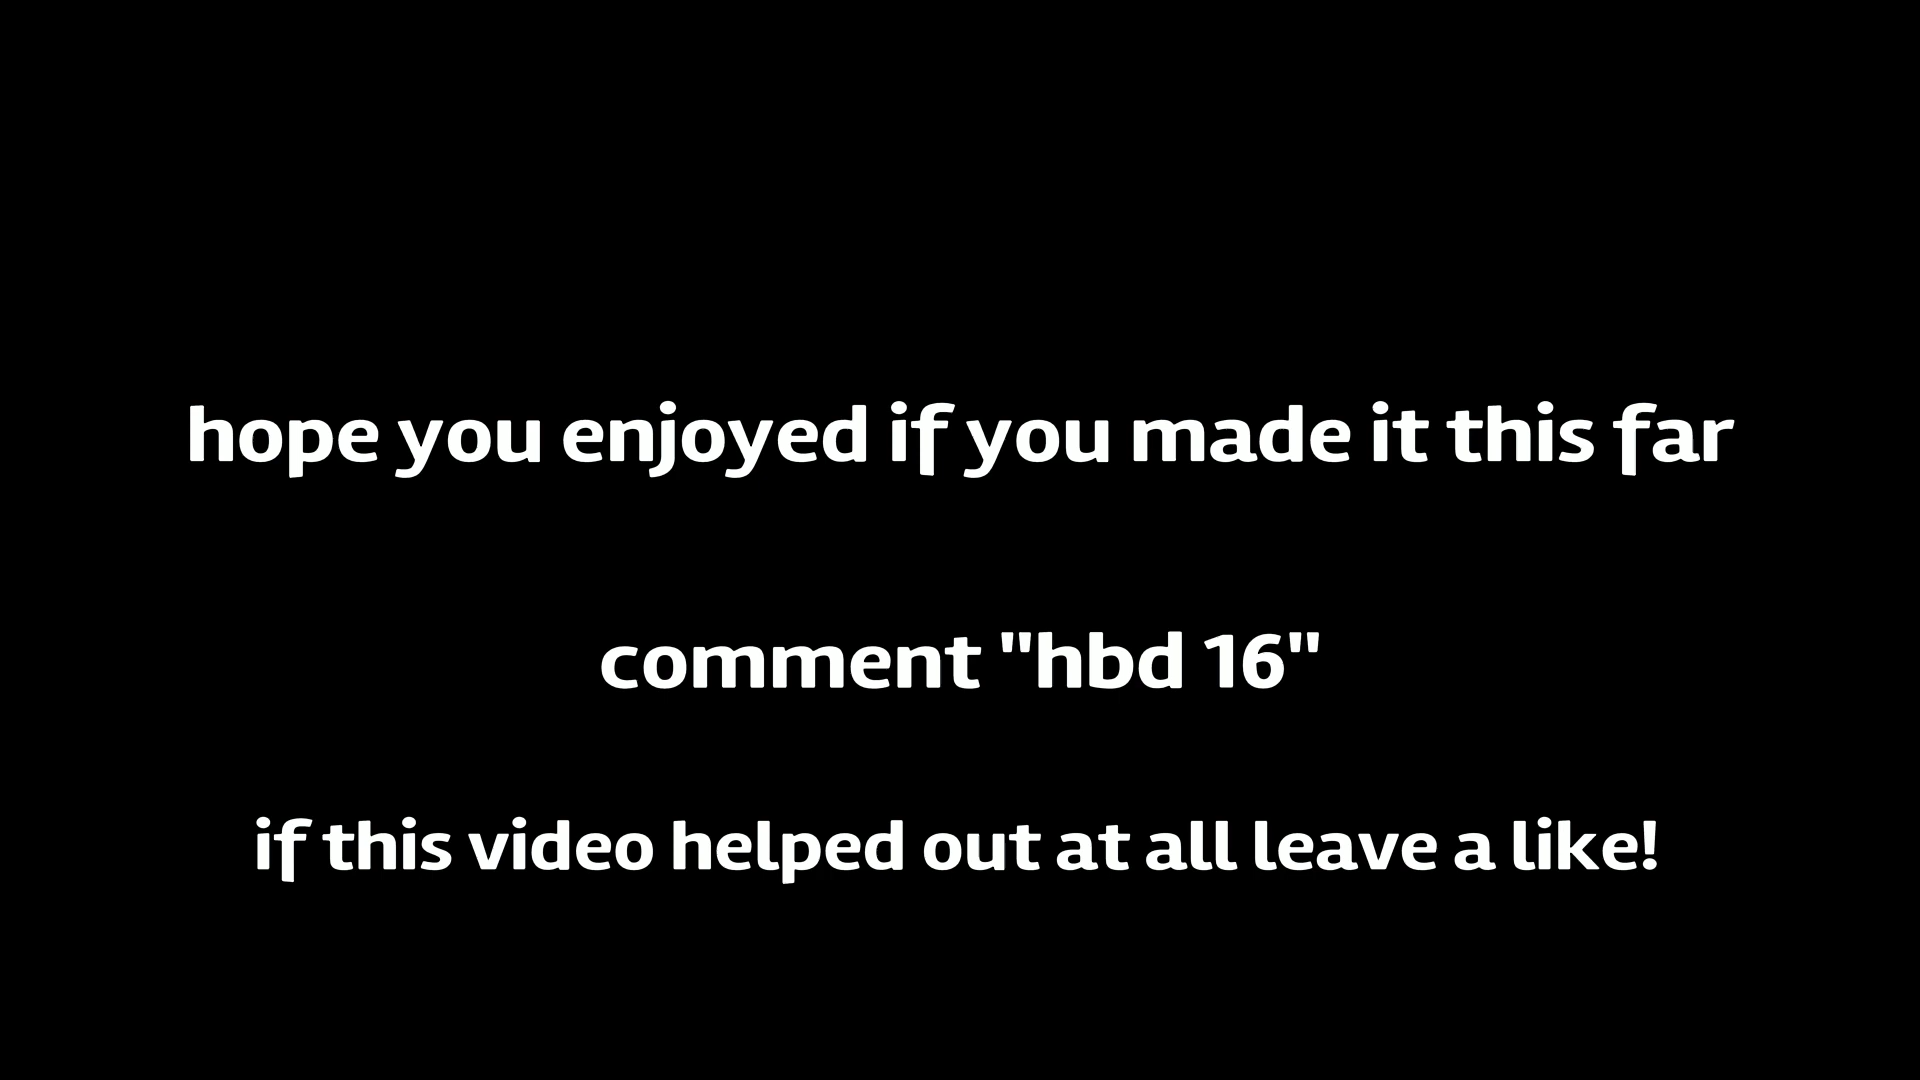 hope you enjoyed if you made it this far
comment "hbd 16"
if this video helped out at all leave a like!